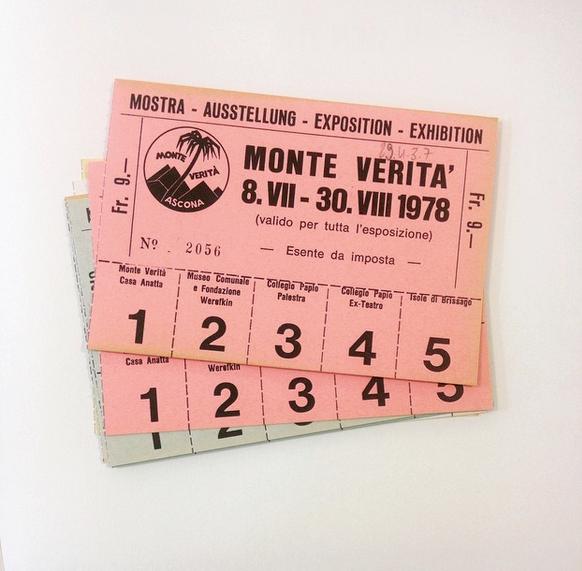 MOSTRA - AUSSTELLUNG - EXPOSITION - EXHIBITION
MONTE VERITÀ
ASCONA
Fr. 9.—
MONTE VERITA'
8. VII - 30. VIII 1978
(valido per tutta l'esposizione)
Nº 2056
— Esente da imposta —
Fr. 9.—
Monte Verità
Casa Anatta
1
Museo Comunale
e Fondazione
Werefkin
2
Collegio Papio
Palestra
3
Collegio Papio
Ex-Teatro
4
Isole di Brissago
5
Casa Anatta
Werefkin
1 2 3 4 5
1 2